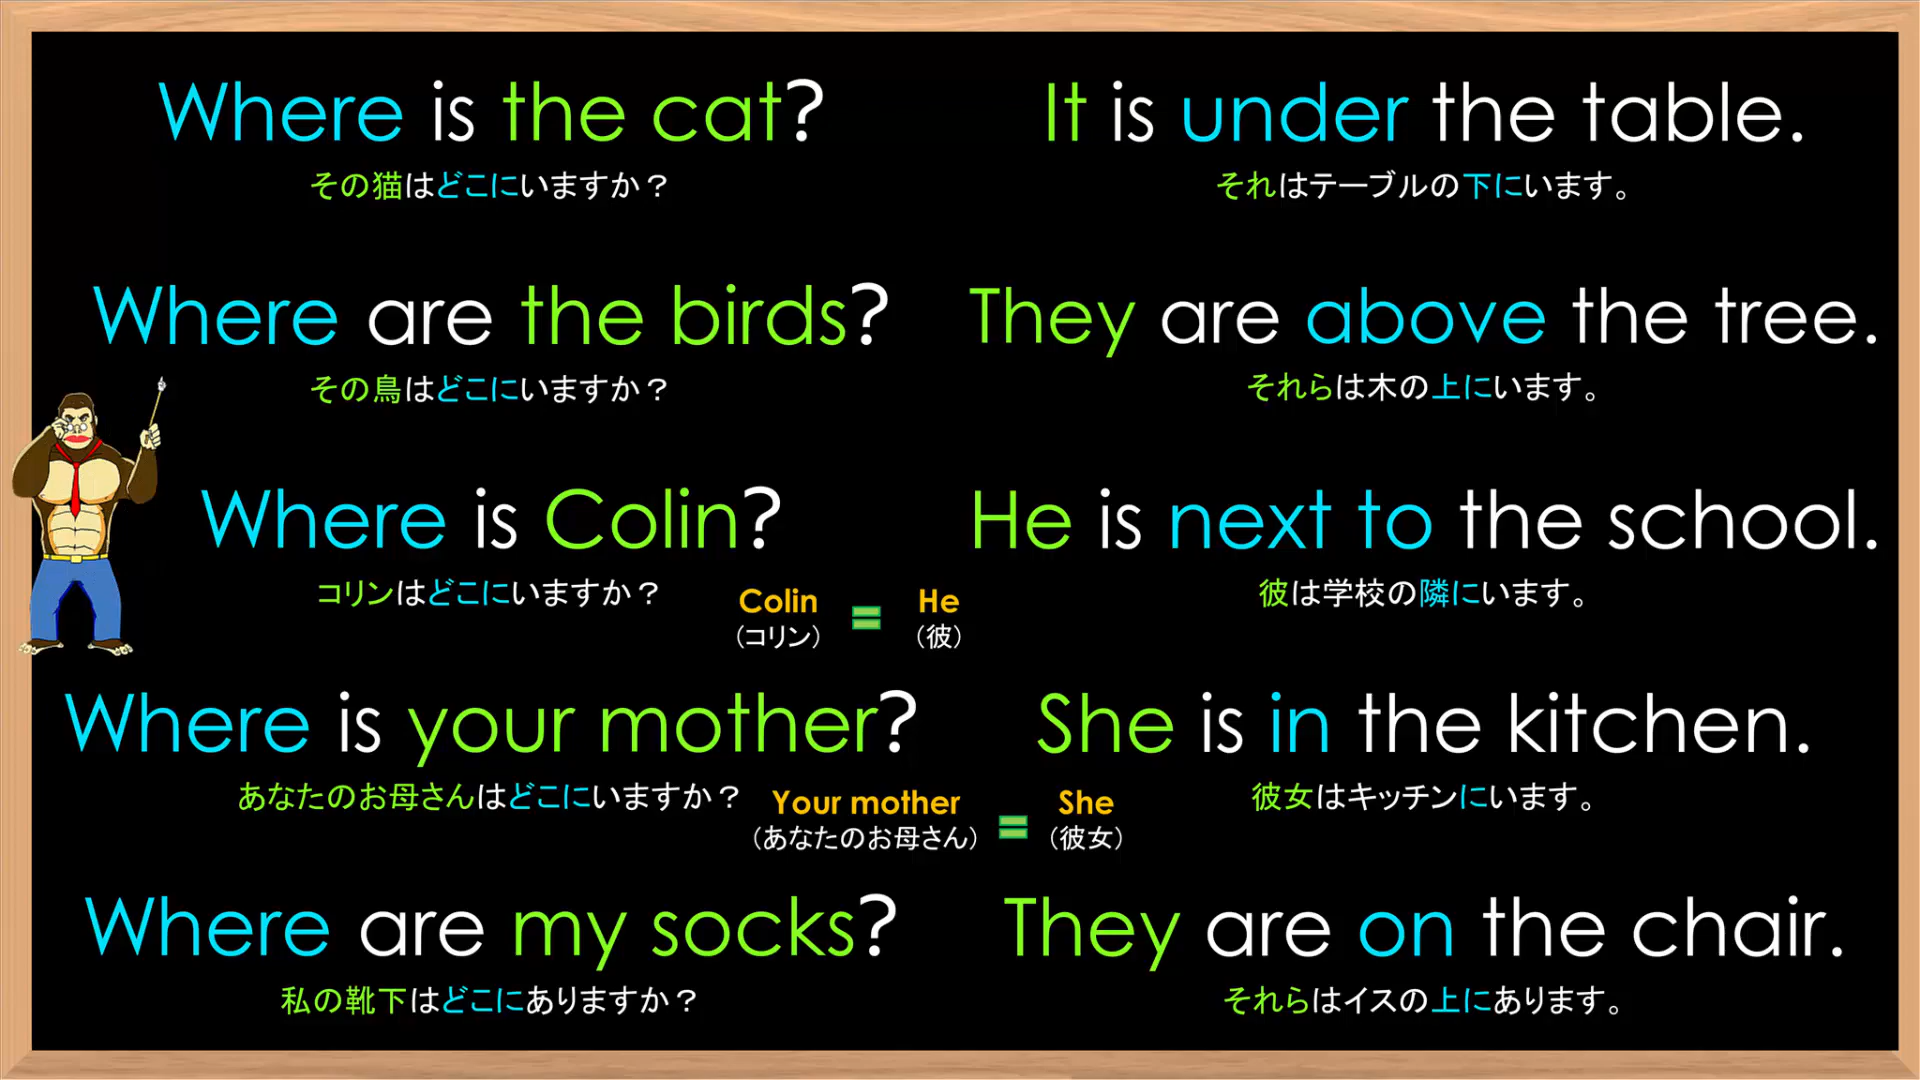 Where is the cat?
その猫はどこにいますか？
It is under the table.
それはテーブルの下にいます。
Where are the birds?
その鳥はどこにいますか？
They are above the tree.
それらは木の上にいます。
Where is Colin?
コリンはどこにいますか？
Colin = He
（コリン） （彼）
He is next to the school.
彼は学校の隣にいます。
Where is your mother?
あなたのお母さんはどこにいますか？
Your mother = She
（あなたのお母さん） （彼女）
She is in the kitchen.
彼女はキッチンにいます。
Where are my socks?
私の靴下はどこにありますか？
They are on the chair.
それらはイスの上にあります。